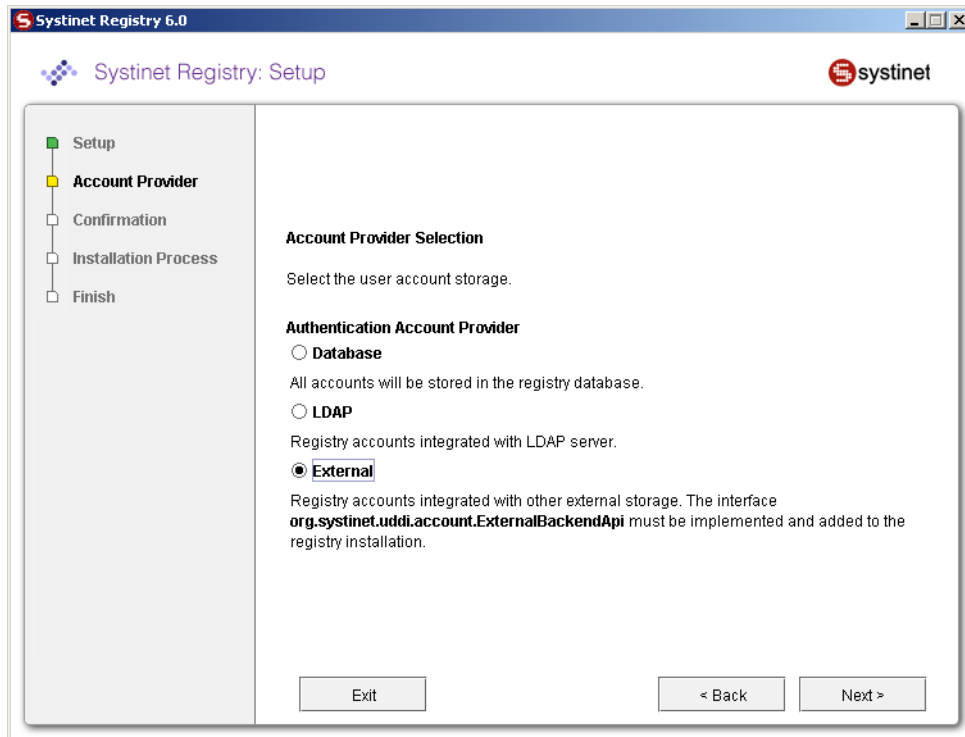 Systinet Registry 6.0
Systinet Registry: Setup
systinet
Setup
Account Provider
Confirmation
Installation Process
Finish
Account Provider Selection
Select the user account storage.
Authentication Account Provider
Database
All accounts will be stored in the registry database.
LDAP
Registry accounts integrated with LDAP server.
External
Registry accounts integrated with other external storage. The interface
org.systinet.uddi.account.ExternalBackendApi must be implemented and added to the
registry installation.
Exit
< Back
Next >